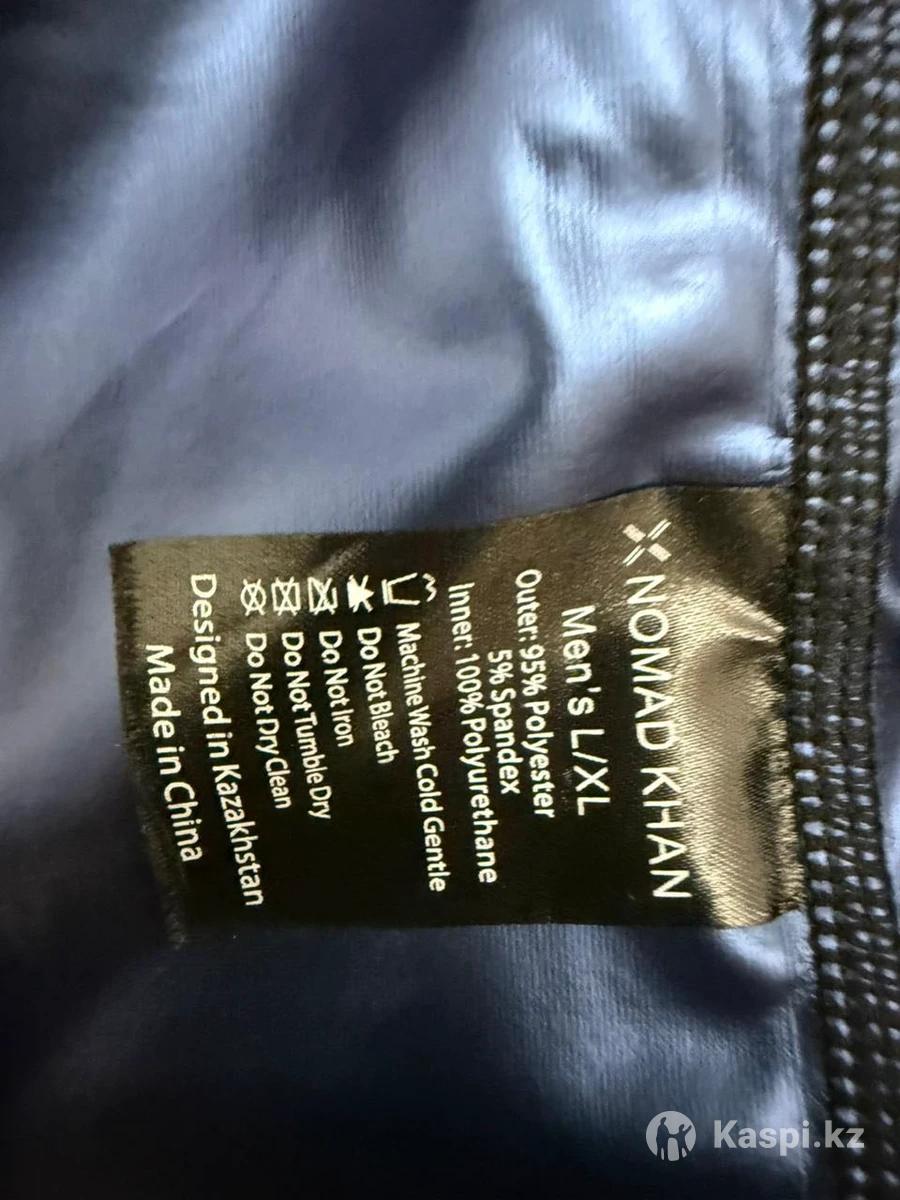 NOMAD KHAN
Men's L/XL
Outer: 95% Polyester
5% Spandex
Inner: 100% Polyurethane
Machine Wash Cold Gentle
Do Not Bleach
Do Not Iron
Do Not Tumble Dry
Do Not Dry Clean
Designed in Kazakhstan
Made in China
Kaspi.kz